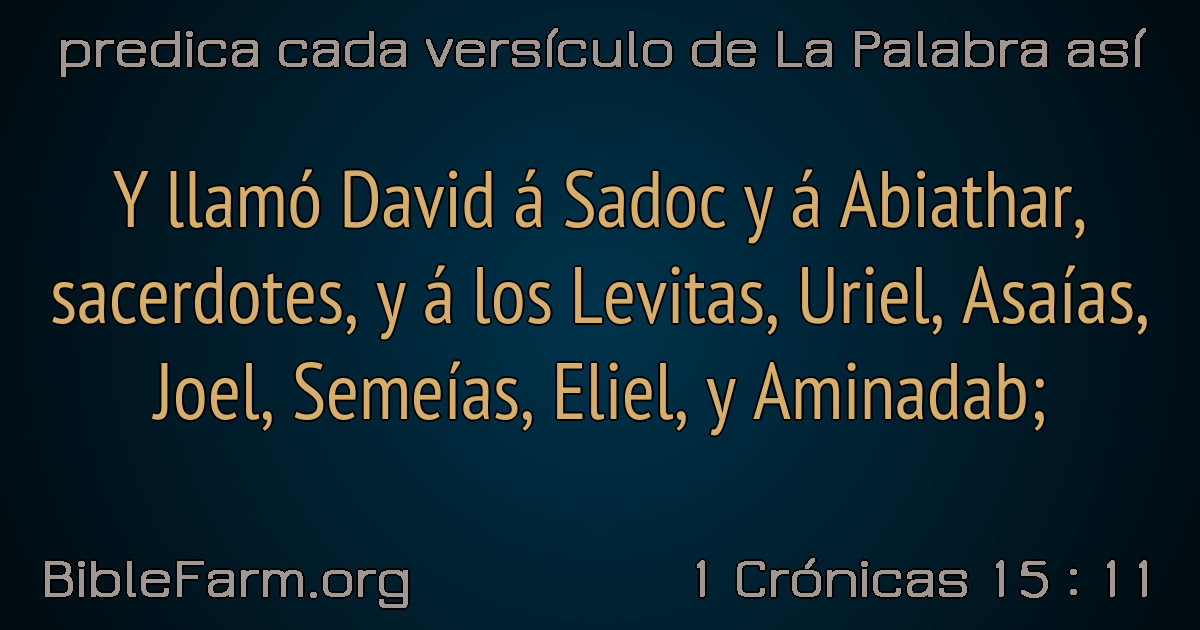 predica cada versículo de La Palabra así
Y llamó David á Sadoc y á Abiathar,
sacerdotes, y á los Levitas, Uriel, Asaías,
Joel, Semeías, Eliel, y Aminadab;
BibleFarm.org
1 Crónicas 15 : 11